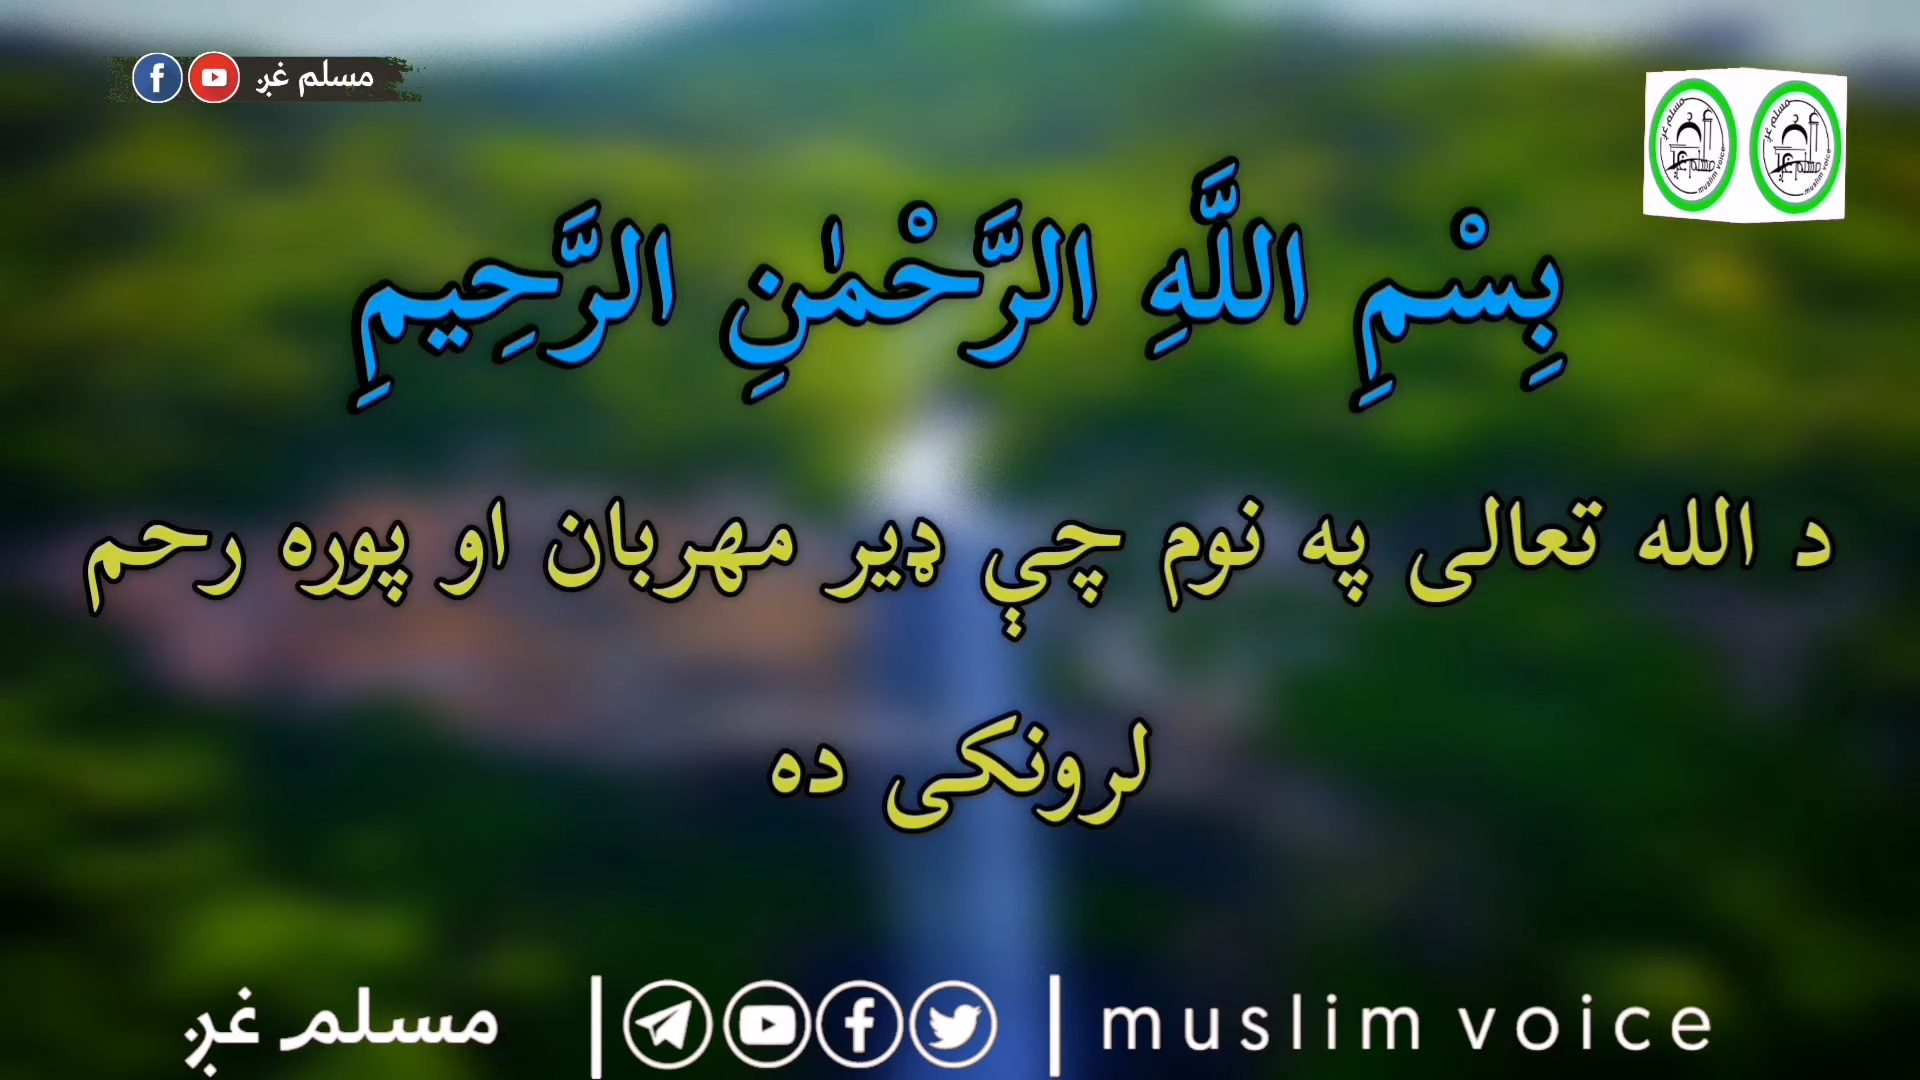 مسلم غږ
بِسْمِ اللَّهِ الرَّحْمٰنِ الرَّحِيمِ
د الله تعالی په نوم چې ډیر مهربان او پوره رحم
لرونکی ده
مسلم غږ | | muslim voice